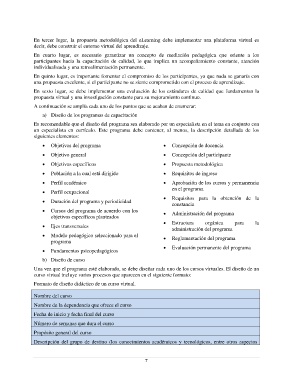 En tercer lugar, la propuesta metodológica del eLearning debe implementar una plataforma virtual es
decir, debe construir el entorno virtual del aprendizaje.
En cuarto lugar, es necesario garantizar un concepto de mediación pedagógica que oriente a los
participantes hacia la capacitación de calidad, lo que implica un acompañamiento constante, atención
individualizada y una retroalimentación permanente.
En quinto lugar, es importante fomentar el compromiso de los participantes, ya que nada se garantiza con una
propuesta excelente, si el participante no se siente comprometido con el proceso de aprendizaje.
En sexto lugar, se debe implementar una evaluación de los estándares de calidad que fundamenten la
propuesta virtual y una investigación constante para su mejoramiento continuo.
A continuación se amplía cada uno de los puntos que se acaban de enumerar:
a) Diseño de los programas de capacitación
Es recomendable que el diseño del programa sea elaborado por un especialista en el tema en conjunto con
un especialista en currículo. Este programa debe contener, al menos, la descripción detallada de los
siguientes elementos:
• Objetivos del programa
• Objetivo general
• Objetivos específicos
• Población a la cual está dirigido
• Perfil académico
• Perfil ocupacional
• Duración del programa y periodicidad
• Cursos del programa de acuerdo con los
objetivos específicos planteados
• Ejes transversales
• Modelo pedagógico seleccionado para el
programa
• Fundamentos psicopedagógicos
• Concepción de docencia
• Concepción del participante
• Propuesta metodológica
• Requisitos de ingreso
• Aprobación de los cursos y permanencia
en el programa.
• Requisitos para la obtención de la
constancia
• Administración del programa
• Estructura orgánica para la
administración del programa.
• Reglamentación del programa
• Evaluación permanente del programa
b) Diseño de curso
Una vez que el programa esté elaborado, se debe diseñar cada uno de los cursos virtuales. El diseño de un
curso virtual incluye varios procesos que aparecen en el siguiente formato:
Formato de diseño didáctico de un curso virtual.
Nombre del curso
Nombre de la dependencia que ofrece el curso
Fecha de inicio y fecha final del curso
Número de semanas que dura el curso
Propósito general del curso
Descripción del grupo de destino (los conocimientos académicos y tecnológicos, entre otros aspectos
7